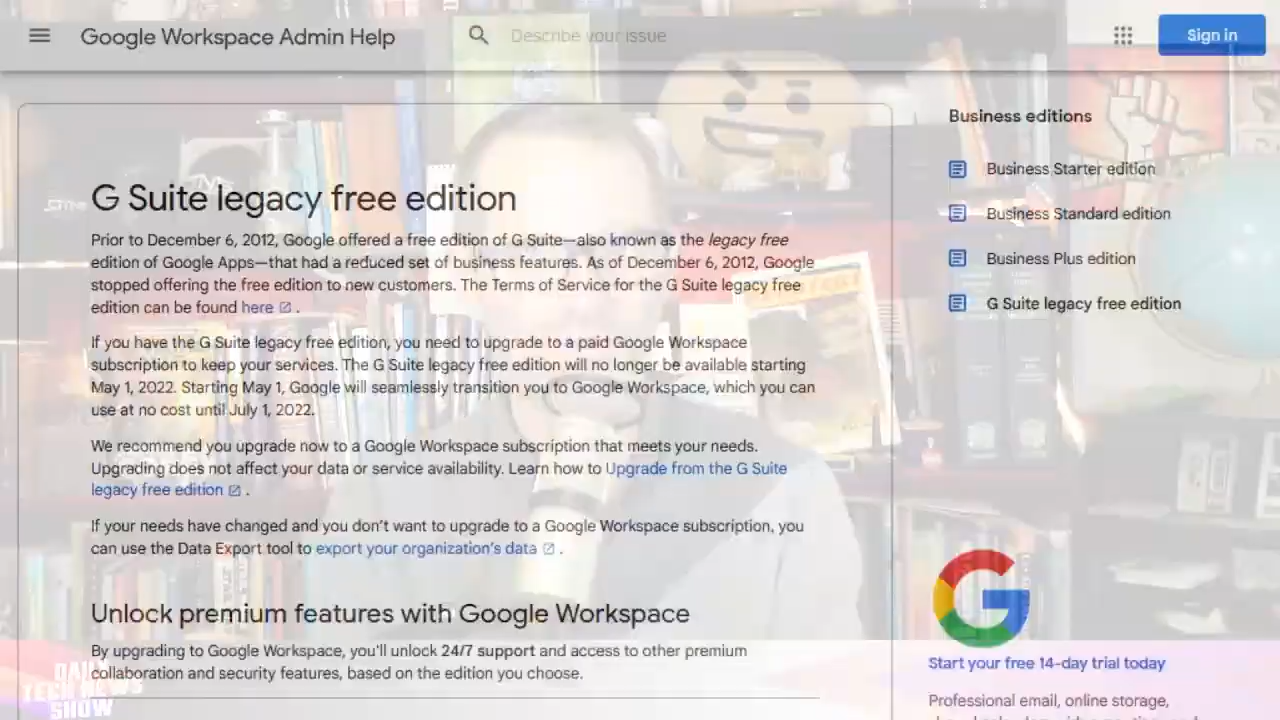 Google Workspace Admin Help
Describe your issue
Sign in
G Suite legacy free edition
Prior to December 6, 2012, Google offered a free edition of G Suite—also known as the legacy free
edition of Google Apps—that had a reduced set of business features. As of December 6, 2012, Google
stopped offering the free edition to new customers. The Terms of Service for the G Suite legacy free
edition can be found here .
If you have the G Suite legacy free edition, you need to upgrade to a paid Google Workspace
subscription to keep your services. The G Suite legacy free edition will no longer be available starting
May 1, 2022. Starting May 1, Google will seamlessly transition you to Google Workspace, which you can
use at no cost until July 1, 2022.
We recommend you upgrade now to a Google Workspace subscription that meets your needs.
Upgrading does not affect your data or service availability. Learn how to Upgrade from the G Suite
legacy free edition .
If your needs have changed and you don't want to upgrade to a Google Workspace subscription, you
can use the Data Export tool to export your organization's data .
Unlock premium features with Google Workspace
By upgrading to Google Workspace, you'll unlock 24/7 support and access to other premium
collaboration and security features, based on the edition you choose.
Business editions
Business Starter edition
Business Standard edition
Business Plus edition
G Suite legacy free edition
Start your free 14-day trial today
Professional email, online storage,
DAILY
TECH NEWS
SHOW